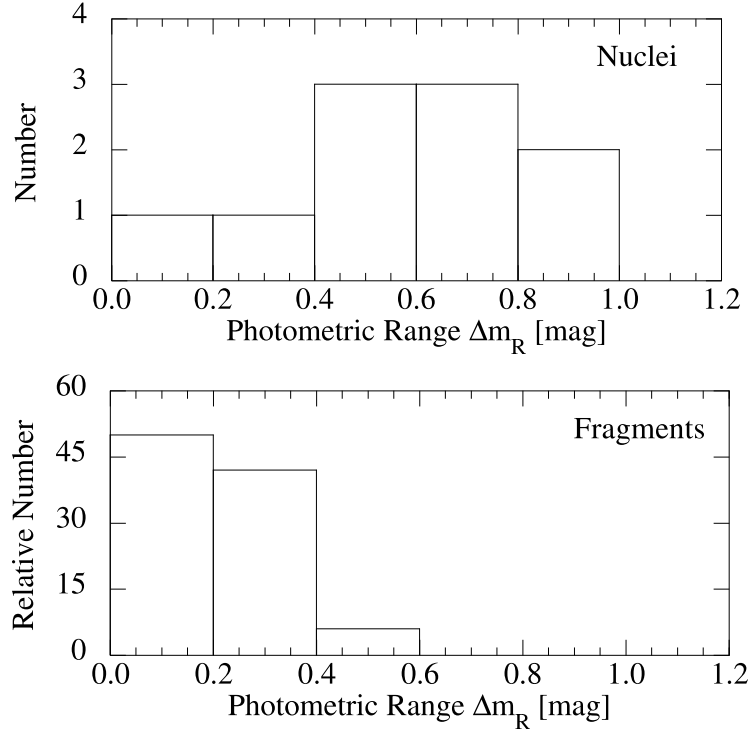 4
Nuclei
3
2
1
0
Number
0.0 0.2 0.4 0.6 0.8 1.0 1.2
Photometric Range Δm_R [mag]
60
Fragments
45
30
15
0
Relative Number
0.0 0.2 0.4 0.6 0.8 1.0 1.2
Photometric Range Δm_R [mag]